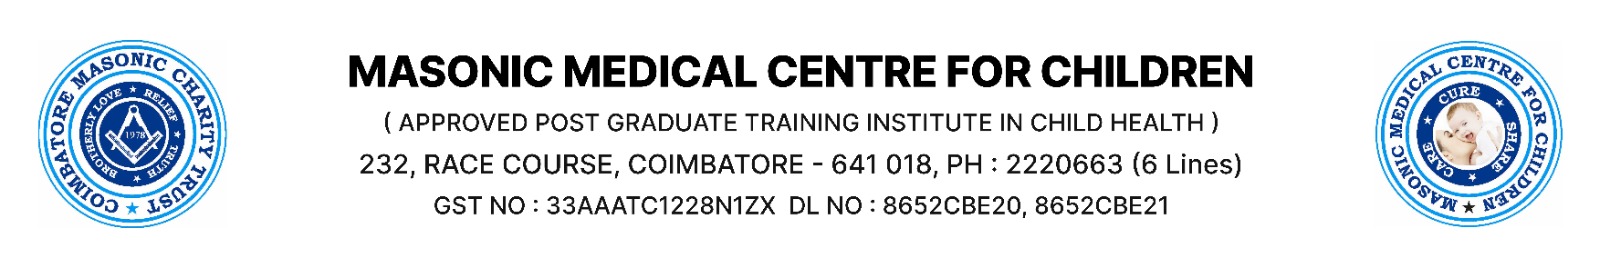 COIMBATORE MASONIC CHARITY TRUST ★
BROTHERLY LOVE ★ RELIEF ★ TRUTH ★
1978
MASONIC MEDICAL CENTRE FOR CHILDREN
( APPROVED POST GRADUATE TRAINING INSTITUTE IN CHILD HEALTH )
232, RACE COURSE, COIMBATORE - 641 018, PH : 2220663 (6 Lines)
GST NO : 33AAATC1228N1ZX DL NO : 8652CBE20, 8652CBE21
MASONIC MEDICAL CENTRE FOR CHILDREN ★
CARE ★ CURE ★ SHARE ★